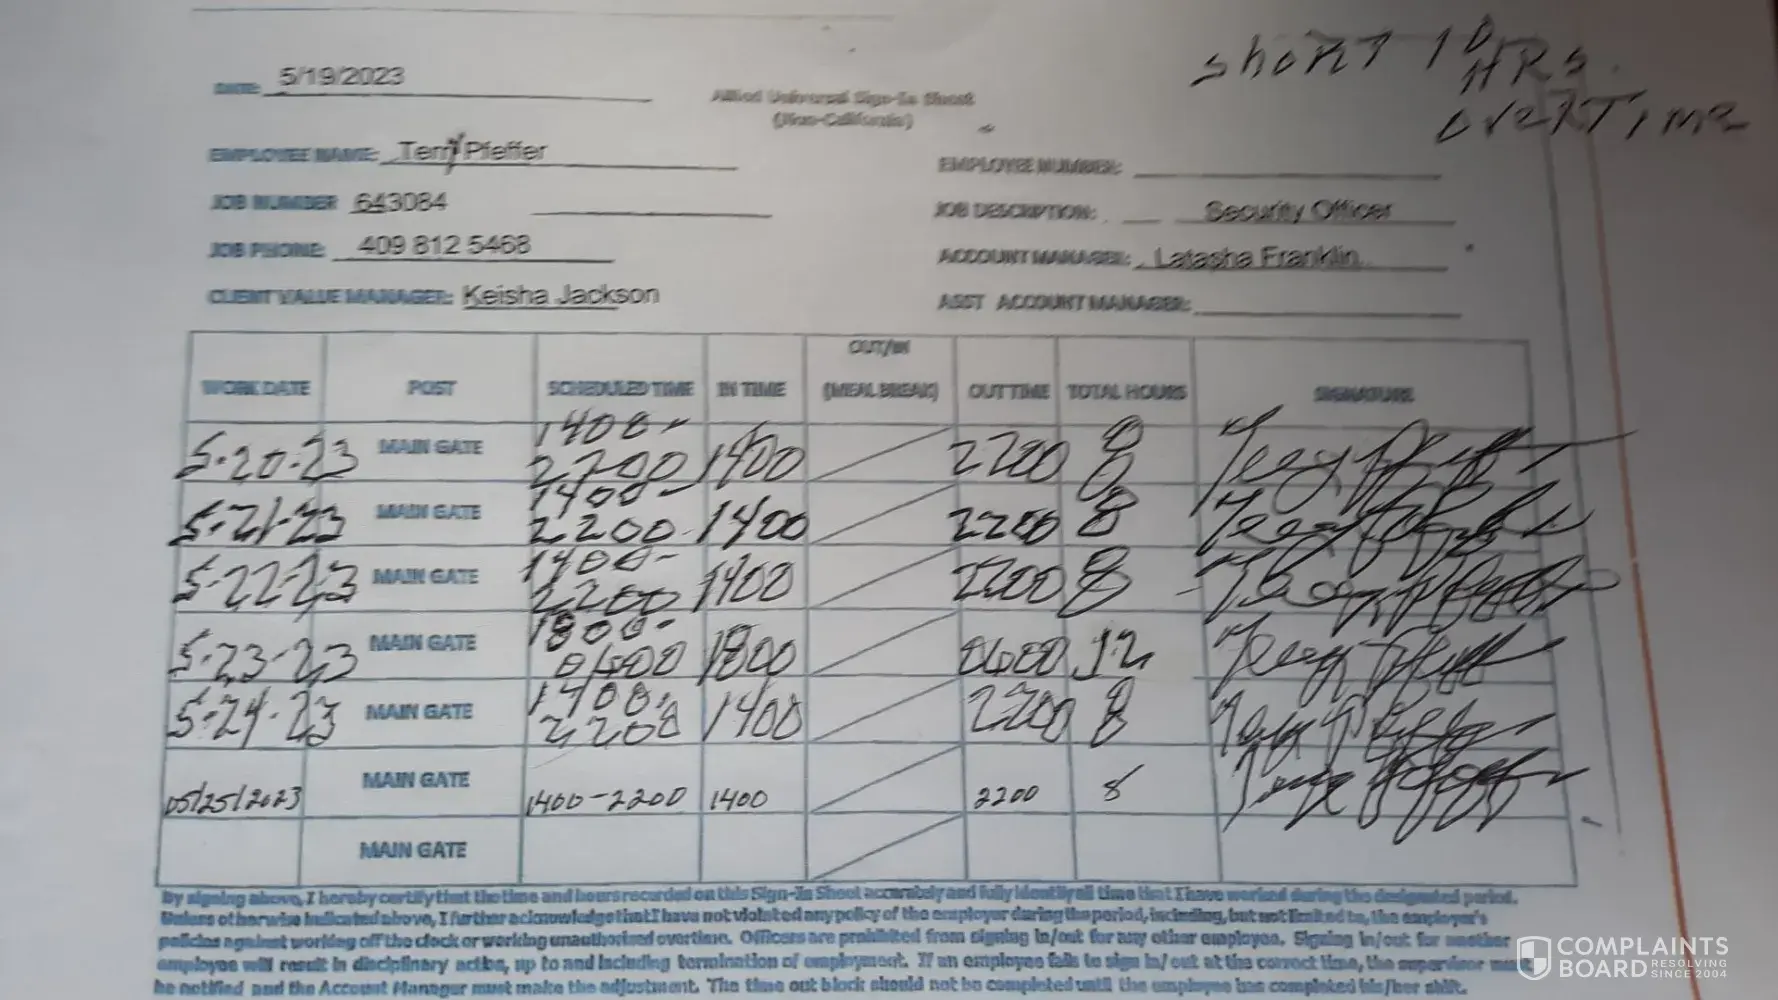 SHORT 10 HRS.
OVERTIME
DATE: 5/19/2023
Allied Universal Sign-In Sheet
(Non-California)
EMPLOYEE NAME: Terry Pfeffer
EMPLOYEE NUMBER:
JOB NUMBER 643084
JOB DESCRIPTION: Security Officer
JOB PHONE: 409 812 5468
ACCOUNT MANAGER: Latasha Franklin
CLIENT VALUE MANAGER: Keisha Jackson
ASST ACCOUNT MANAGER:
WORK DATE POST SCHEDULED TIME IN TIME OUT/IN (MEAL BREAK) OUT TIME TOTAL HOURS SIGNATURE
5-20-23 MAIN GATE 1400-2200 1400 2200 8 Terry Pfeffer
5-21-23 MAIN GATE 1400-2200 1400 2200 8 Terry Pfeffer
5-22-23 MAIN GATE 1400-2200 1400 2200 8 Terry Pfeffer
5-23-23 MAIN GATE 1800- 1800 12 Terry Pfeffer
5-24-23 MAIN GATE 1400-2200 1400 2200 8 Terry Pfeffer
05/25/2023 MAIN GATE 1400-2200 1400 2200 8 Terry Pfeffer
MAIN GATE
By signing above, I hereby certify that the time and hours recorded on this Sign-In Sheet accurately and fully identify all time that I have worked during the designated period.
Unless otherwise indicated above, I further acknowledge that I have not violated any policy of the employer during the period, including, but not limited to, the employer's
policies against working off the clock or working unauthorized overtime. Officers are prohibited from signing in/out for any other employee. Signing in/out for another
employee will result in disciplinary action, up to and including termination of employment. If an employee fails to sign in/out at the correct time, the supervisor must
be notified and the Account Manager must make the adjustment. The time out block should not be completed until the employee has completed his/her shift.
COMPLAINTS
BOARD RESOLVING SINCE 2004